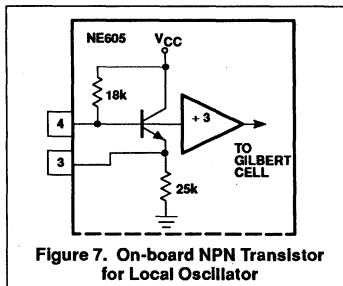 NE605
VCC
18k
4
÷ 3
3
TO
GILBERT
CELL
25k
Figure 7. On-board NPN Transistor
for Local Oscillator